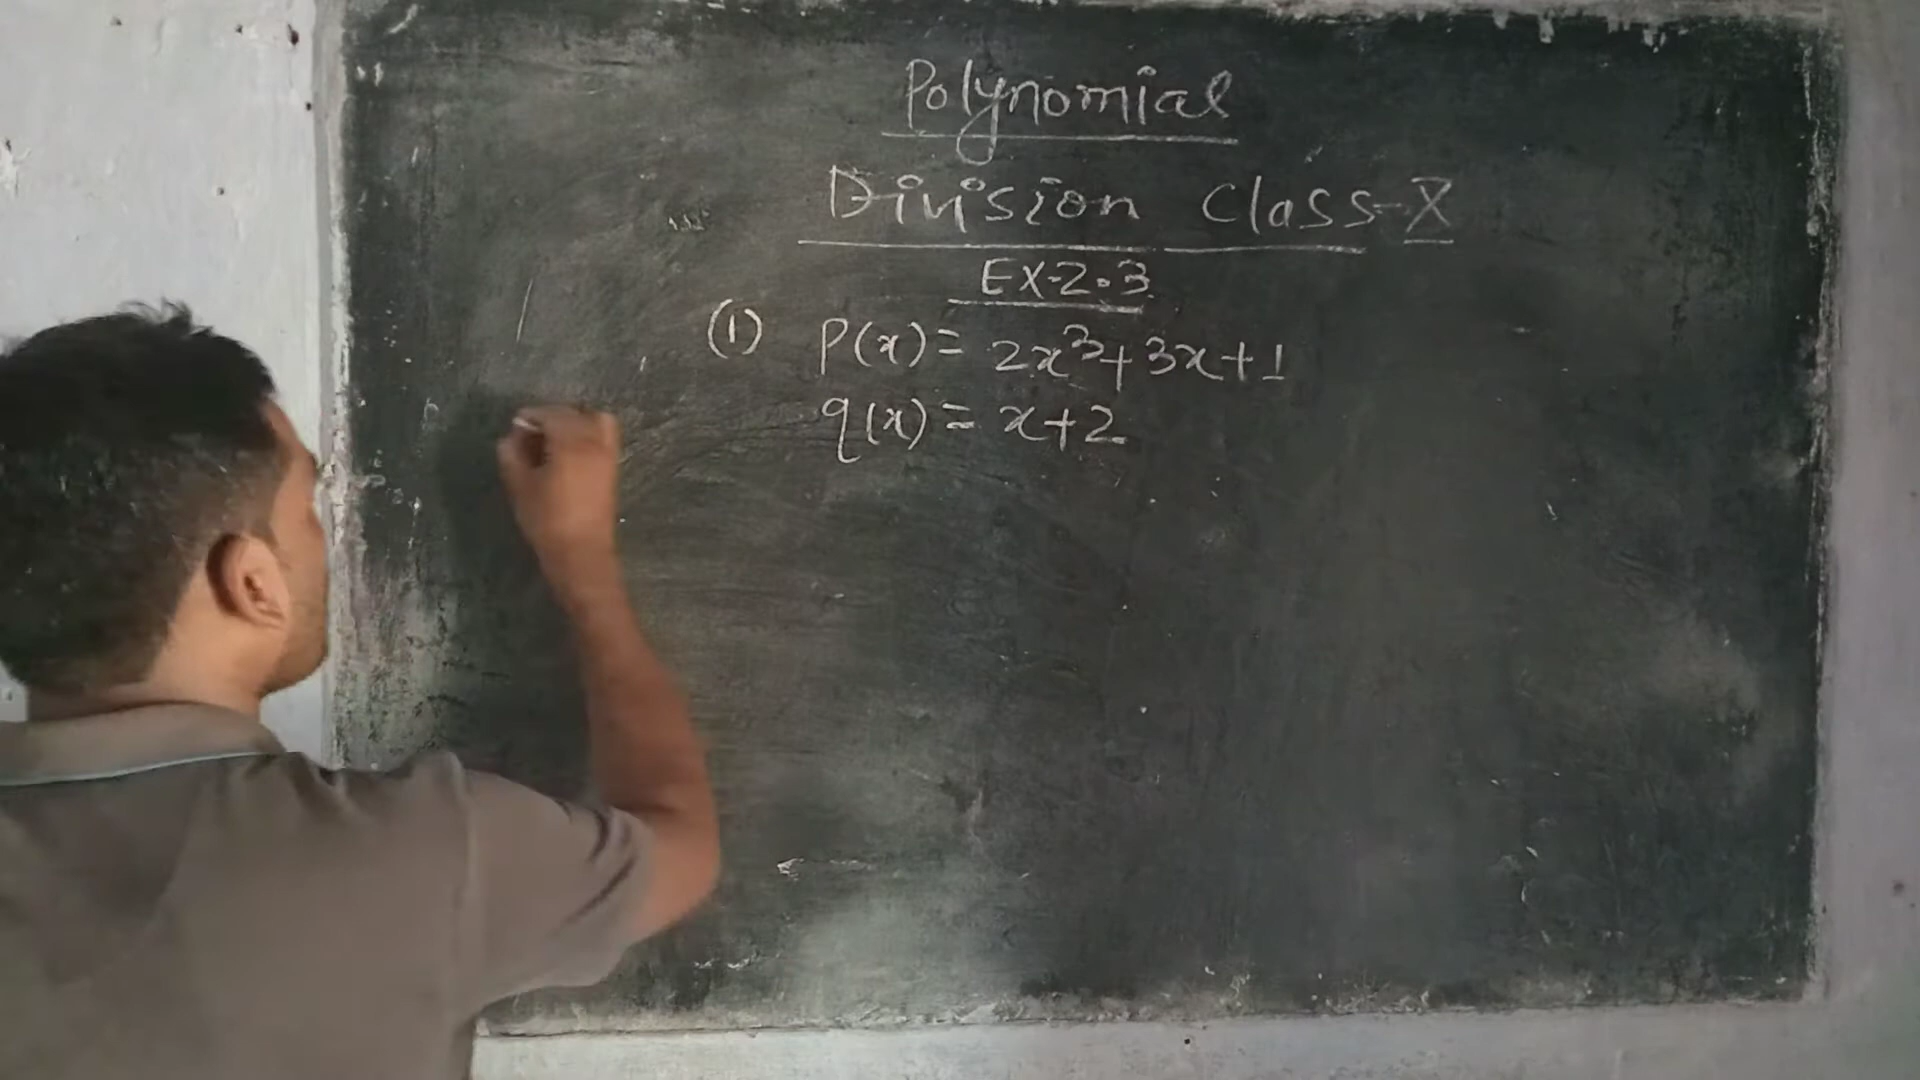 Polynomial
Division Class-X
EX-2.3
(1) P(x) = 2x³+3x+1
q(x) = x+2